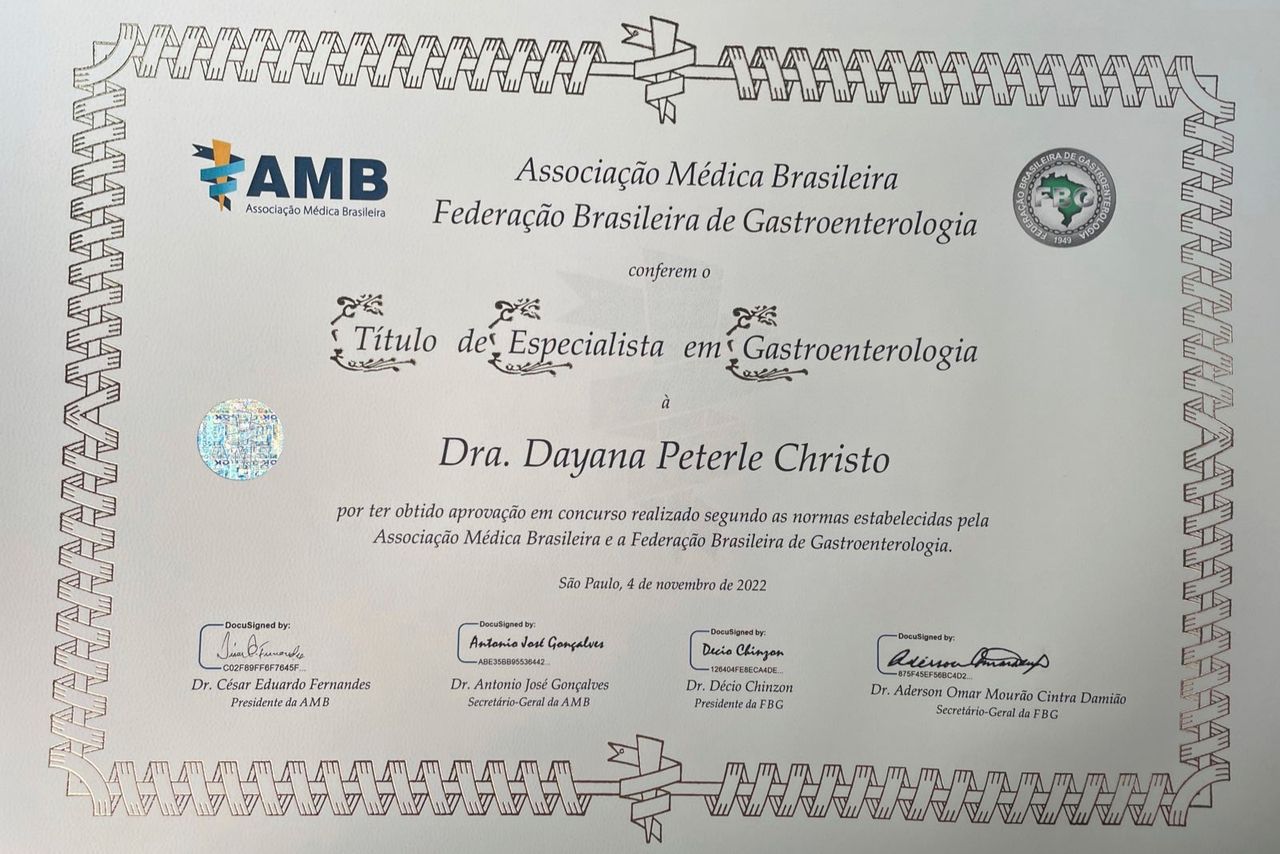 AMB
Associação Médica Brasileira
Associação Médica Brasileira
Federação Brasileira de Gastroenterologia
FEDERAÇÃO BRASILEIRA DE GASTROENTEROLOGIA
FBG
1949
conferem o
Título de Especialista em Gastroenterologia
à
Dra. Dayana Peterle Christo
por ter obtido aprovação em concurso realizado segundo as normas estabelecidas pela
Associação Médica Brasileira e a Federação Brasileira de Gastroenterologia.
São Paulo, 4 de novembro de 2022
DocuSigned by:
C02F89FF6F7645F...
Dr. César Eduardo Fernandes
Presidente da AMB
DocuSigned by:
Antonio José Gonçalves
ABE35BB95536442...
Dr. Antonio José Gonçalves
Secretário-Geral da AMB
DocuSigned by:
Decio Chinzon
126404FE8ECA4DE...
Dr. Décio Chinzon
Presidente da FBG
DocuSigned by:
875F45EF56BC4D2...
Dr. Aderson Omar Mourão Cintra Damião
Secretário-Geral da FBG